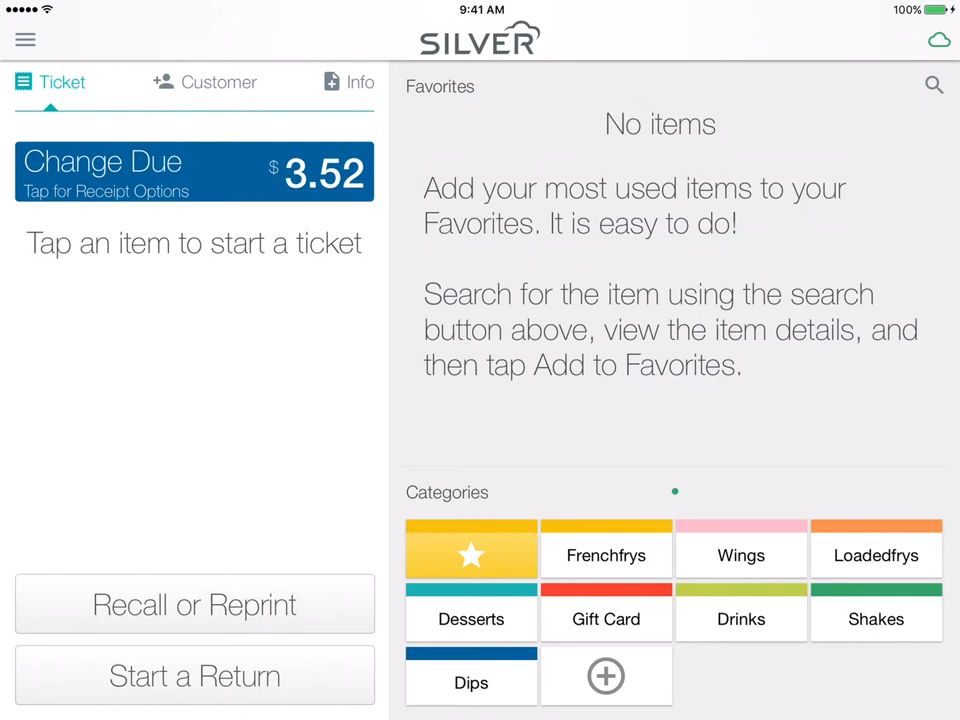 9:41 AM
100%
SILVER
Ticket
Customer
Info
Change Due
$ 3.52
Tap for Receipt Options
Tap an item to start a ticket
Recall or Reprint
Start a Return
Favorites
No items
Add your most used items to your
Favorites. It is easy to do!
Search for the item using the search
button above, view the item details, and
then tap Add to Favorites.
Categories
Frenchfrys
Wings
Loadedfrys
Desserts
Gift Card
Drinks
Shakes
Dips